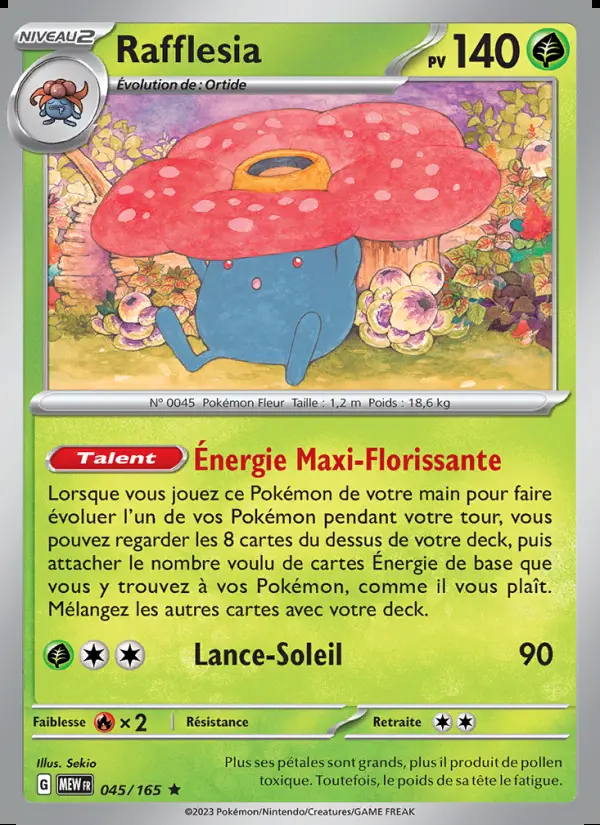 NIVEAU2
Rafflesia
PV 140
Évolution de : Ortide
N° 0045 Pokémon Fleur Taille : 1,2 m Poids : 18,6 kg
Talent Énergie Maxi-Florissante
Lorsque vous jouez ce Pokémon de votre main pour faire
évoluer l'un de vos Pokémon pendant votre tour, vous
pouvez regarder les 8 cartes du dessus de votre deck, puis
attacher le nombre voulu de cartes Énergie de base que
vous y trouvez à vos Pokémon, comme il vous plaît.
Mélangez les autres cartes avec votre deck.
Lance-Soleil 90
Faiblesse ×2 Résistance Retraite
Illus. Sekio
Plus ses pétales sont grands, plus il produit de pollen
toxique. Toutefois, le poids de sa tête le fatigue.
G MEW FR 045/165 ★
©2023 Pokémon/Nintendo/Creatures/GAME FREAK